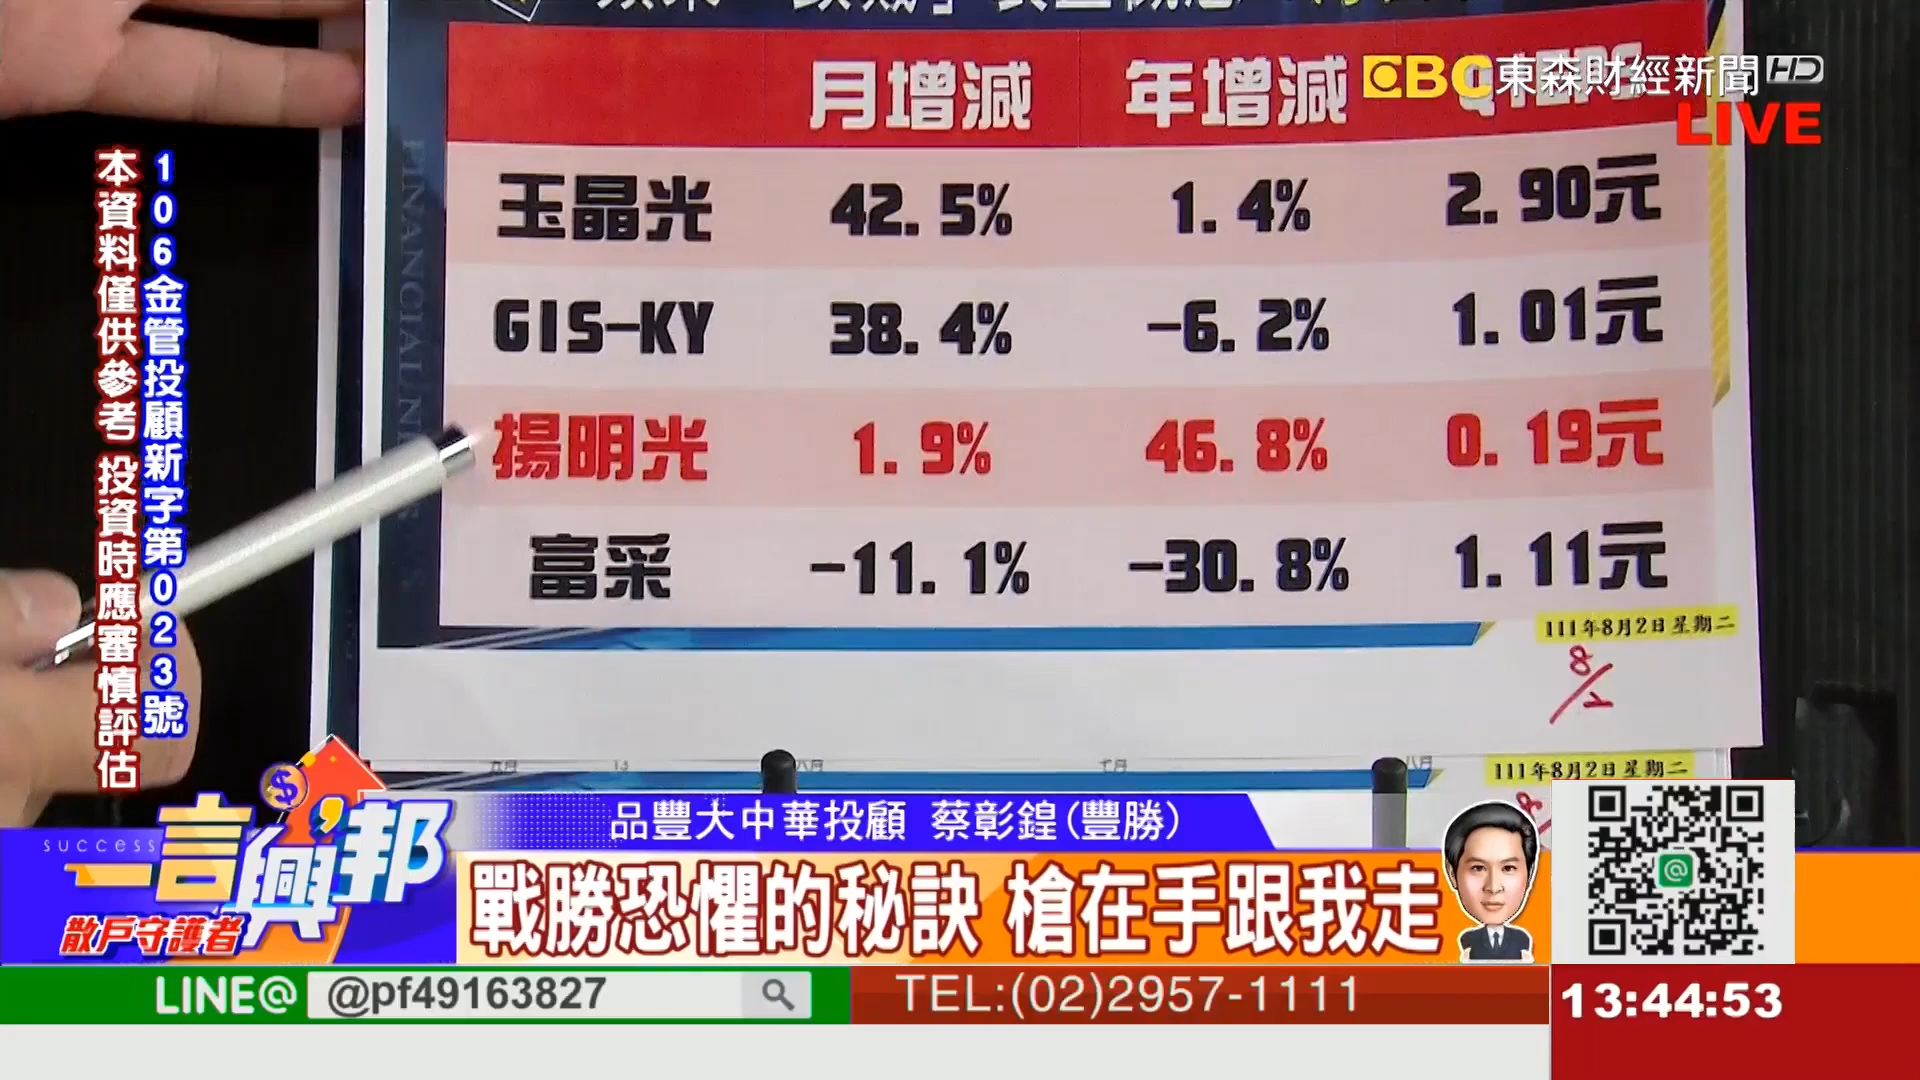 EBC東森財經新聞HD
LIVE
月增減 年增減
玉晶光 42.5% 1.4% 2.90元
GIS-KY 38.4% -6.2% 1.01元
揚明光 1.9% 46.8% 0.19元
富采 -11.1% -30.8% 1.11元
FINANCIAL NEWS
111年8月2日星期二
8/2
111年8月2日星期二
八月
106金管投顧新字第023號
本資料僅供參考 投資時應審慎評估
success
一言興邦
散戶守護者
品豐大中華投顧 蔡彰鍠(豐勝)
戰勝恐懼的秘訣 槍在手跟我走
LINE@ @pf49163827
TEL:(02)2957-1111
13:44:53